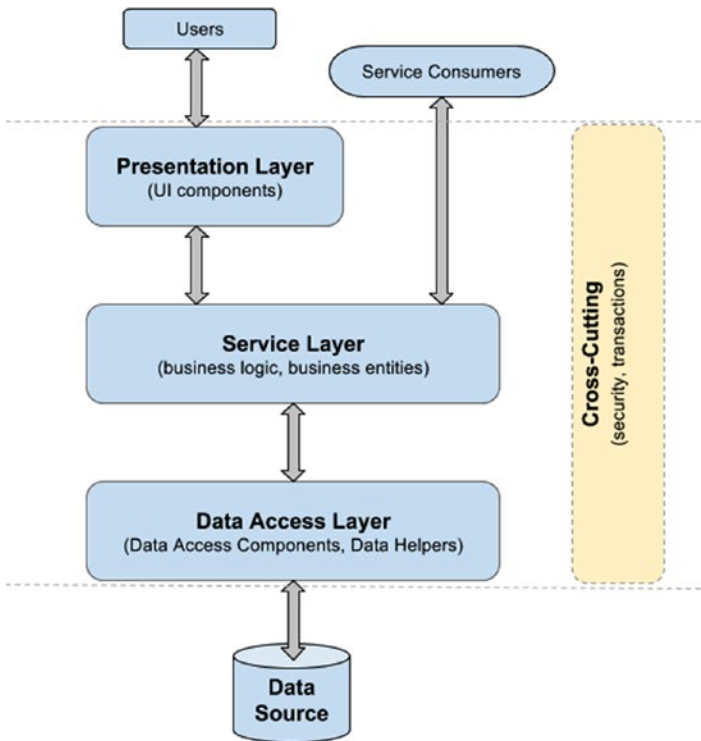 Users
Service Consumers
Presentation Layer
(UI components)
Service Layer
(business logic, business entities)
Data Access Layer
(Data Access Components, Data Helpers)
Data
Source
Cross-Cutting
(security, transactions)